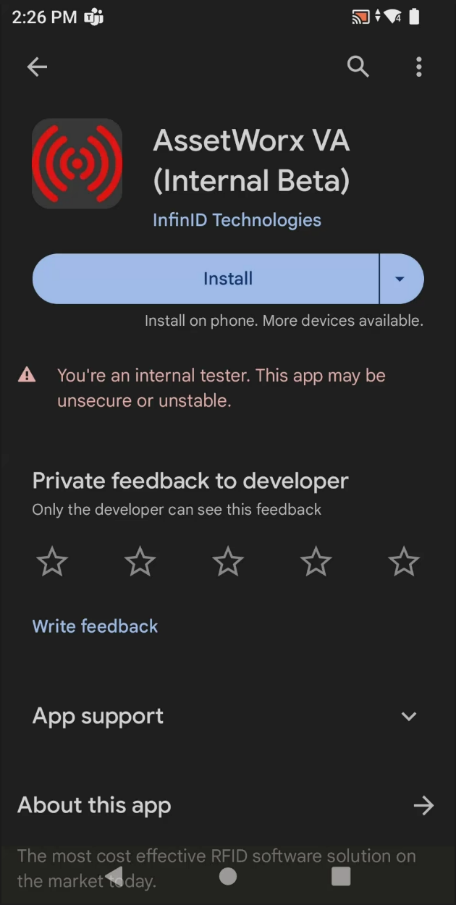 2:26 PM
AssetWorx VA
(Internal Beta)
InfinID Technologies
Install
Install on phone. More devices available.
You're an internal tester. This app may be
unsecure or unstable.
Private feedback to developer
Only the developer can see this feedback
Write feedback
App support
About this app
The most cost effective RFID software solution on
the market today.